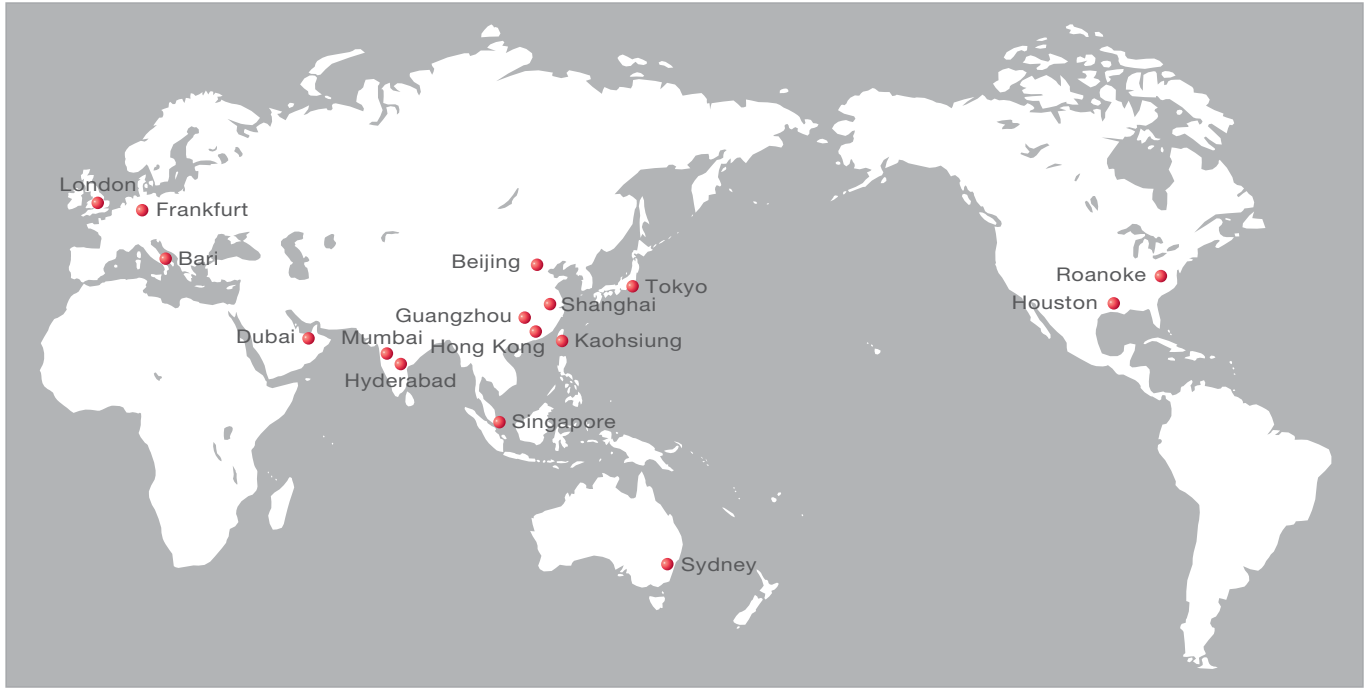 London
Frankfurt
Bari
Beijing
Roanoke
Tokyo
Houston
Shanghai
Guangzhou
Dubai
Mumbai
Hong Kong
Kaohsiung
Hyderabad
Singapore
Sydney